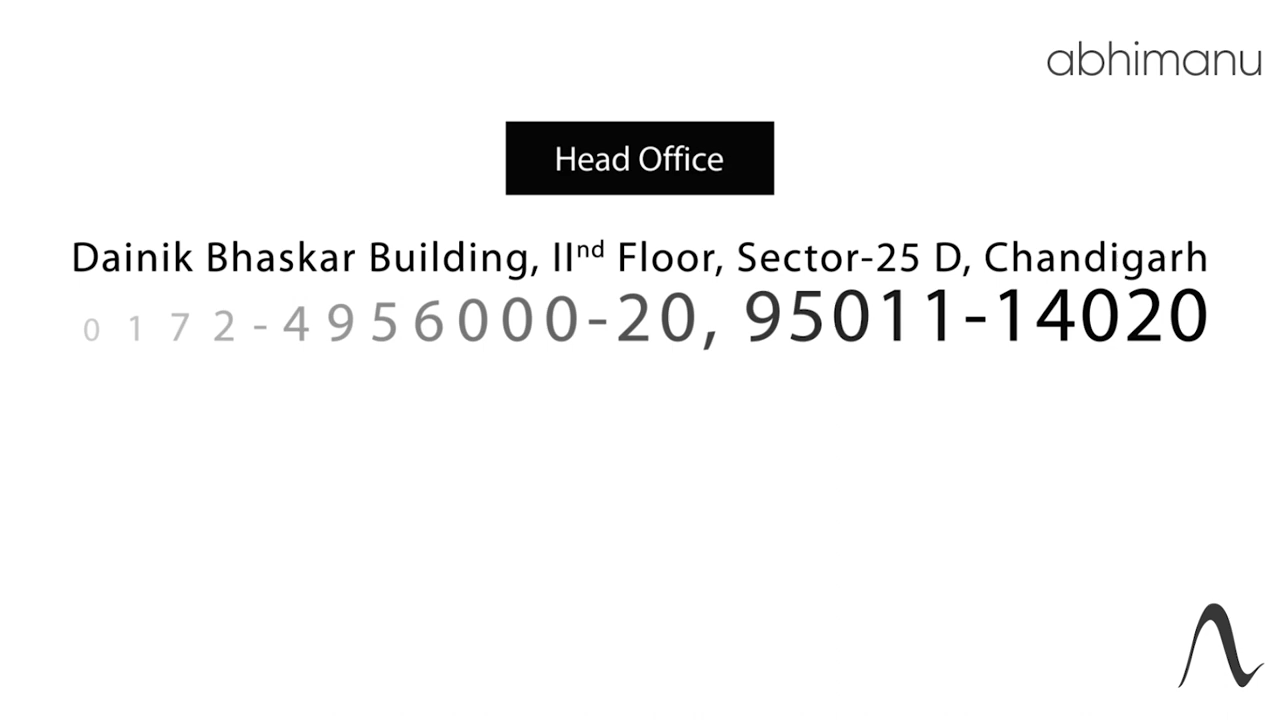 abhimanu
Head Office
Dainik Bhaskar Building, IInd Floor, Sector-25 D, Chandigarh
0172-4956000-20, 95011-14020